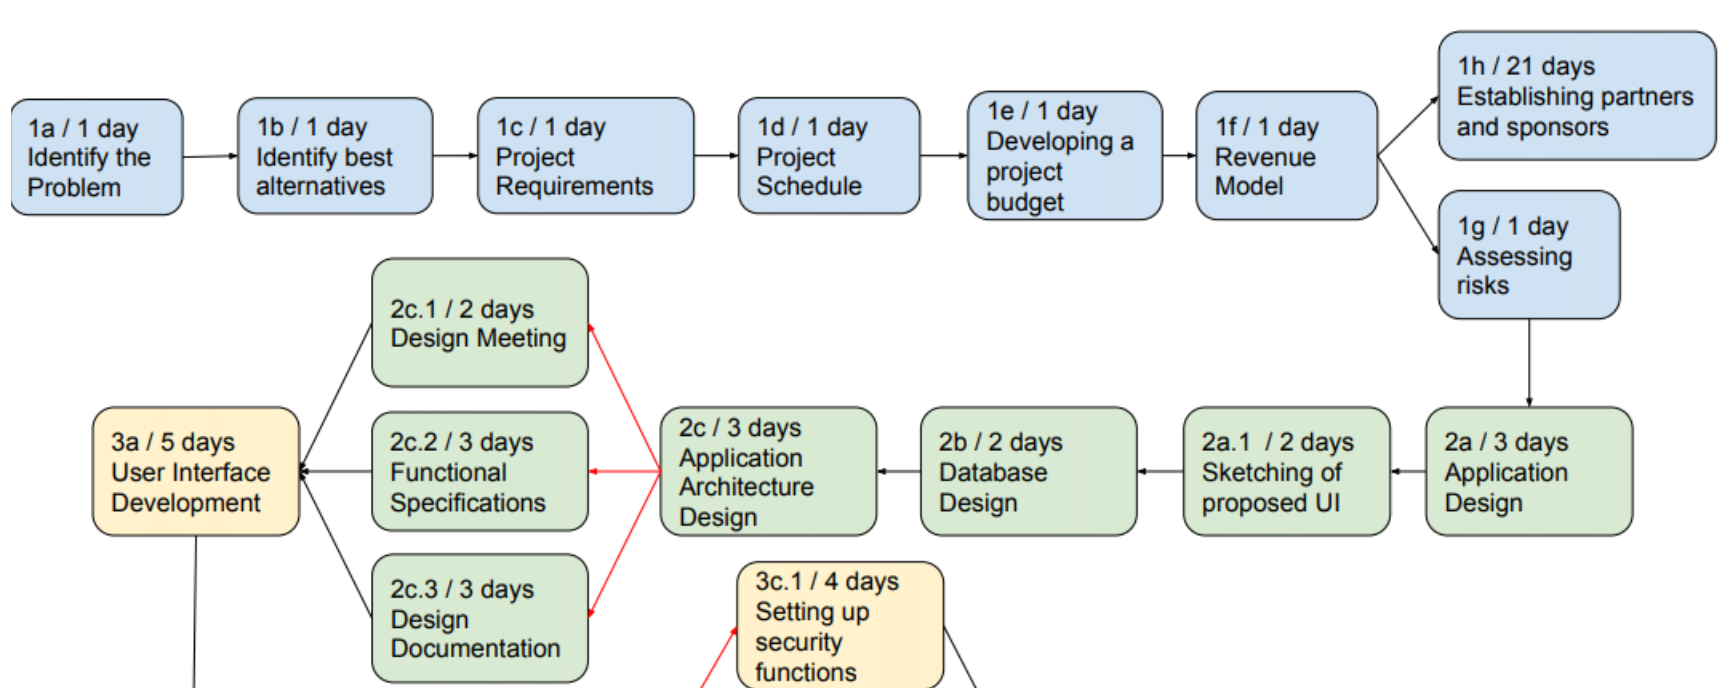 1a / 1 day
Identify the
Problem
1b / 1 day
Identify best
alternatives
1c / 1 day
Project
Requirements
1d / 1 day
Project
Schedule
1e / 1 day
Developing a
project
budget
1f / 1 day
Revenue
Model
1h / 21 days
Establishing partners
and sponsors
1g / 1 day
Assessing
risks
2a / 3 days
Application
Design
2a.1  / 2 days
Sketching of
proposed UI
2b / 2 days
Database
Design
2c / 3 days
Application
Architecture
Design
2c.1 / 2 days
Design Meeting
2c.2 / 3 days
Functional
Specifications
2c.3 / 3 days
Design
Documentation
3a / 5 days
User Interface
Development
3c.1 / 4 days
Setting up
security
functions